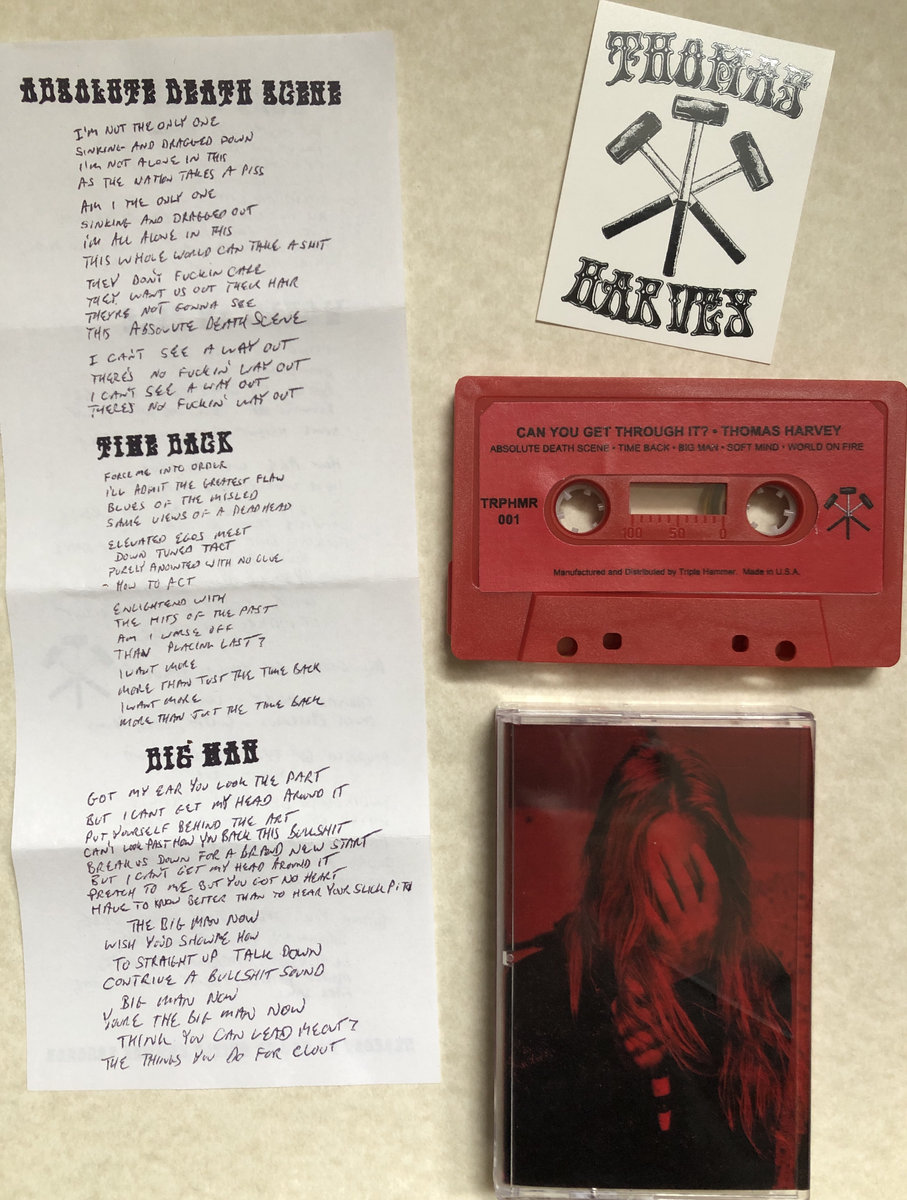 ABSOLUTE DEATH SCENE
I'M NOT THE ONLY ONE
SINKING AND DRAGGED DOWN
I'M NOT ALONE IN THIS
AS THE NATION TAKES A PISS
AM I THE ONLY ONE
SINKING AND DRAGGED OUT
I'M ALL ALONE IN THIS
THIS WHOLE WORLD CAN TAKE A SHIT
THEY DON'T FUCKIN CARE
THEY WANT US OUT THEIR HAIR
THEYRE NOT GONNA SEE
THIS ABSOLUTE DEATH SCENE
I CAN'T SEE A WAY OUT
THERE'S NO FUCKIN' WAY OUT
I CAN'T SEE A WAY OUT
THERE'S NO FUCKIN' WAY OUT
TIME BACK
FORCE ME INTO ORDER
I'LL ADMIT THE GREATEST FLAW
BLUES OF THE MISLED
SAME VIEWS OF A DEADHEAD
ELEVATED EGOS MEET
DOWN TUNED TACT
PURELY ANOINTED WITH NO CLUE
- HOW TO ACT
ENLIGHTEND WITH
THE HITS OF THE PAST
AM I WORSE OFF
THAN PLACING LAST?
I WANT MORE
MORE THAN JUST THE TIME BACK
I WANT MORE
MORE THAN JUST THE TIME BACK
BIG MAN
GOT MY EAR YOU LOOK THE PART
BUT I CANT GET MY HEAD AROUND IT
PUT YOURSELF BEHIND THE ART
CAN'T LOOK PAST HOW YOU BACK THIS BULLSHIT
BREAK US DOWN FOR A BRAND NEW START
BUT I CAN'T GET MY HEAD AROUND IT
PREACH TO ME BUT YOU GOT NO HEART
HAVE TO KNOW BETTER THAN TO HEAR YOUR SLICK
THE BIG MAN NOW
WISH YOU'D SHOW ME HOW
TO STRAIGHT UP TALK DOWN
CONTRIVE A BULLSHIT SOUND
BIG MAN NOW
YOURE THE BIG MAN NOW
THINK YOU CAN LEAD ME OUT?
THE THINGS YOU DO FOR CLOUT
THOMAS
HARVEY
CAN YOU GET THROUGH IT? • THOMAS HARVEY
ABSOLUTE DEATH SCENE • TIME BACK • BIG MAN • SOFT MIND • WORLD ON FIRE
TRPHMR
001
100 50 0
Manufactured and Distributed by Triple Hammer. Made in U.S.A.